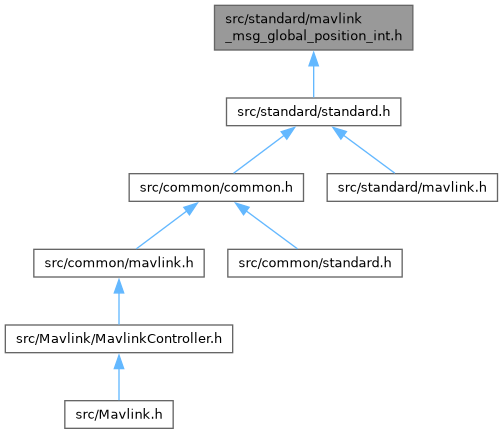 src/standard/mavlink
_msg_global_position_int.h
src/standard/standard.h
src/common/common.h
src/standard/mavlink.h
src/common/mavlink.h
src/common/standard.h
src/Mavlink/MavlinkController.h
src/Mavlink.h